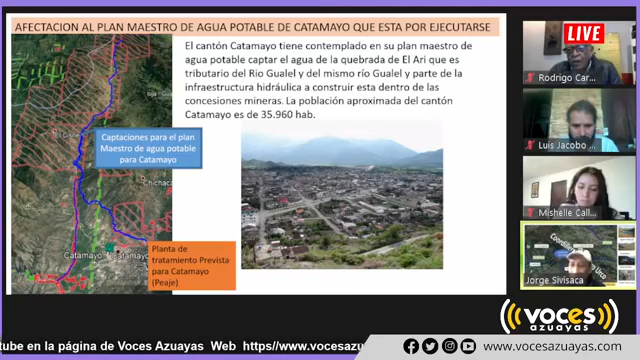 AFECTACION AL PLAN MAESTRO DE AGUA POTABLE DE CATAMAYO QUE ESTA POR EJECUTARSE
El cantón Catamayo tiene contemplado en su plan maestro de
agua potable captar el agua de la quebrada de El Ari que es
tributario del Rio Gualel y del mismo río Gualel y parte de la
infraestructura hidráulica a construir esta dentro de las
concesiones mineras. La población aproximada del cantón
Catamayo es de 35.960 hab.
Captaciones para el plan
Maestro de agua potable
para Catamayo
Chichaca
Catamayo
Catamayo
Planta de
tratamiento Prevista
para Catamayo
(Peaje)
LIVE
Rodrigo Car...
Luis Jacobo ...
Mishelle Call...
Jorge Sivisaca
voces
azuayas
tube en la página de Voces Azuayas Web https//www.vocesazu
www.vocesazuayas.com